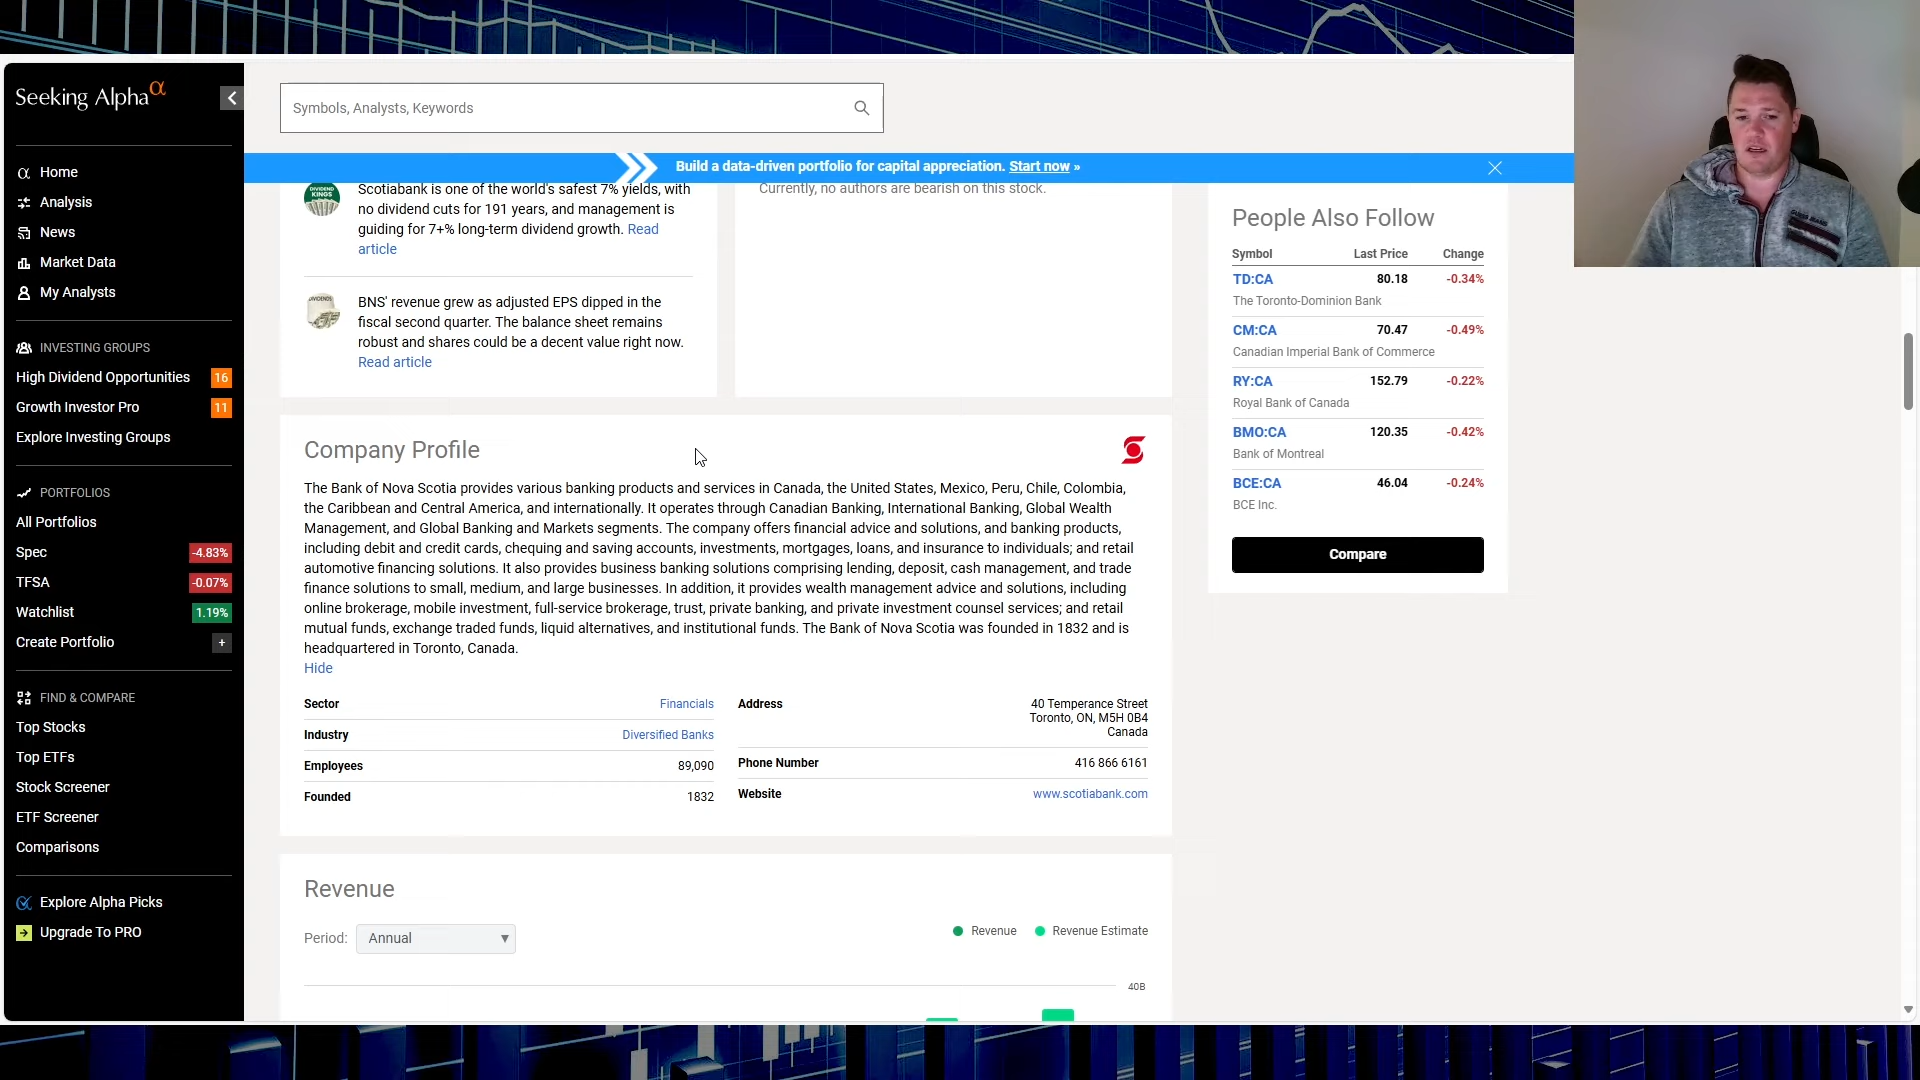 Seeking Alpha α
Home
Analysis
News
Market Data
My Analysts
INVESTING GROUPS
High Dividend Opportunities 16
Growth Investor Pro 11
Explore Investing Groups
PORTFOLIOS
All Portfolios
Spec -4.83%
TFSA -0.07%
Watchlist 1.19%
Create Portfolio +
FIND & COMPARE
Top Stocks
Top ETFs
Stock Screener
ETF Screener
Comparisons
Explore Alpha Picks
Upgrade To PRO
Symbols, Analysts, Keywords
Build a data-driven portfolio for capital appreciation. Start now »
DIVIDEND
KINGS
Scotiabank is one of the world's safest 7% yields, with
no dividend cuts for 191 years, and management is
guiding for 7+% long-term dividend growth. Read
article
DIVIDENDS
BNS' revenue grew as adjusted EPS dipped in the
fiscal second quarter. The balance sheet remains
robust and shares could be a decent value right now.
Read article
Currently, no authors are bearish on this stock.
Company Profile
The Bank of Nova Scotia provides various banking products and services in Canada, the United States, Mexico, Peru, Chile, Colombia,
the Caribbean and Central America, and internationally. It operates through Canadian Banking, International Banking, Global Wealth
Management, and Global Banking and Markets segments. The company offers financial advice and solutions, and banking products,
including debit and credit cards, chequing and saving accounts, investments, mortgages, loans, and insurance to individuals; and retail
automotive financing solutions. It also provides business banking solutions comprising lending, deposit, cash management, and trade
finance solutions to small, medium, and large businesses. In addition, it provides wealth management advice and solutions, including
online brokerage, mobile investment, full-service brokerage, trust, private banking, and private investment counsel services; and retail
mutual funds, exchange traded funds, liquid alternatives, and institutional funds. The Bank of Nova Scotia was founded in 1832 and is
headquartered in Toronto, Canada.
Hide
Sector Financials
Industry Diversified Banks
Employees 89,090
Founded 1832
Address 40 Temperance Street
Toronto, ON, M5H 0B4
Canada
Phone Number 416 866 6161
Website www.scotiabank.com
Revenue
Period: Annual
Revenue Revenue Estimate
40B
People Also Follow
Symbol Last Price Change
TD:CA 80.18 -0.34%
The Toronto-Dominion Bank
CM:CA 70.47 -0.49%
Canadian Imperial Bank of Commerce
RY:CA 152.79 -0.22%
Royal Bank of Canada
BMO:CA 120.35 -0.42%
Bank of Montreal
BCE:CA 46.04 -0.24%
BCE Inc.
Compare